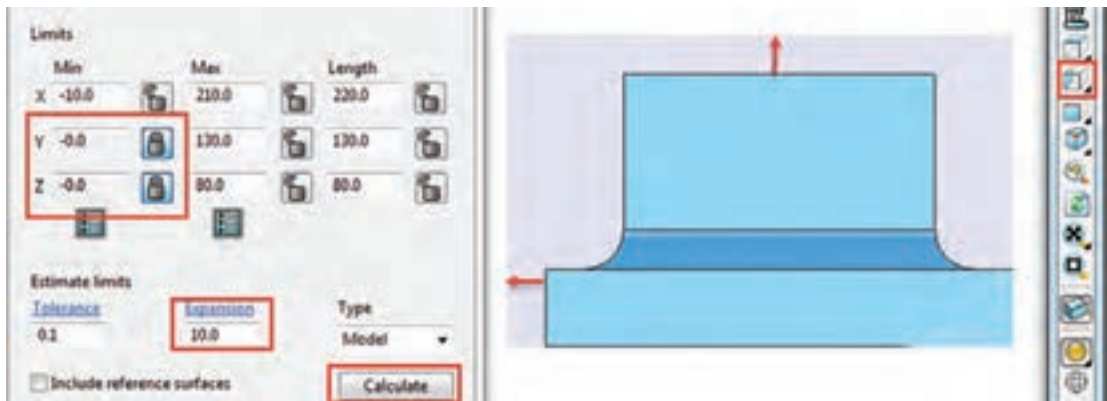 Limits
Min Max Length
X -10.0 210.0 220.0
Y -0.0 130.0 130.0
Z -0.0 80.0 80.0
Estimate limits
Tolerance Expansion Type
0.1 10.0 Model
Include reference surfaces Calculate